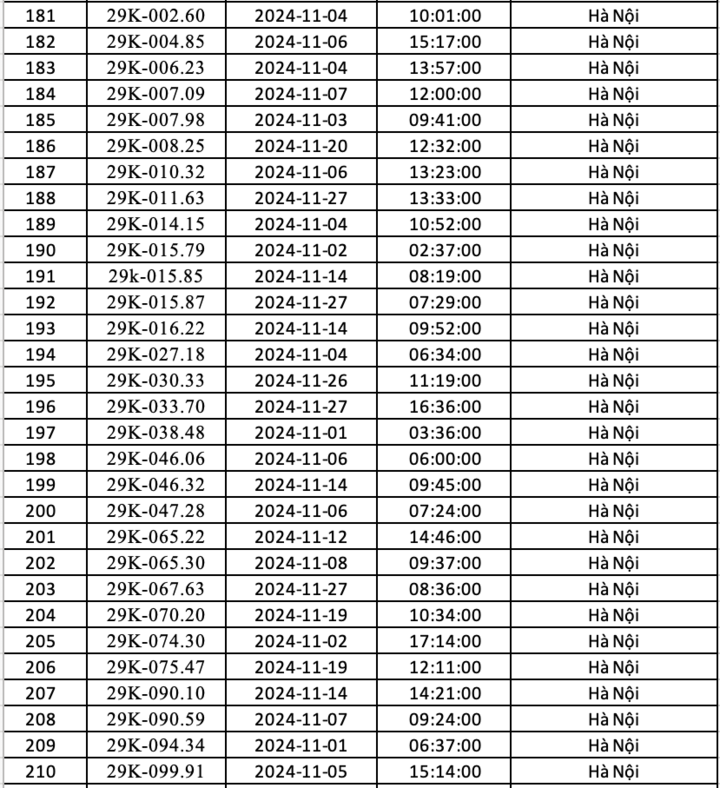 181 29K-002.60 2024-11-04 10:01:00 Hà Nội
182 29K-004.85 2024-11-06 15:17:00 Hà Nội
183 29K-006.23 2024-11-04 13:57:00 Hà Nội
184 29K-007.09 2024-11-07 12:00:00 Hà Nội
185 29K-007.98 2024-11-03 09:41:00 Hà Nội
186 29K-008.25 2024-11-20 12:32:00 Hà Nội
187 29K-010.32 2024-11-06 13:23:00 Hà Nội
188 29K-011.63 2024-11-27 13:33:00 Hà Nội
189 29K-014.15 2024-11-04 10:52:00 Hà Nội
190 29K-015.79 2024-11-02 02:37:00 Hà Nội
191 29k-015.85 2024-11-14 08:19:00 Hà Nội
192 29K-015.87 2024-11-27 07:29:00 Hà Nội
193 29K-016.22 2024-11-14 09:52:00 Hà Nội
194 29K-027.18 2024-11-04 06:34:00 Hà Nội
195 29K-030.33 2024-11-26 11:19:00 Hà Nội
196 29K-033.70 2024-11-27 16:36:00 Hà Nội
197 29K-038.48 2024-11-01 03:36:00 Hà Nội
198 29K-046.06 2024-11-06 06:00:00 Hà Nội
199 29K-046.32 2024-11-14 09:45:00 Hà Nội
200 29K-047.28 2024-11-06 07:24:00 Hà Nội
201 29K-065.22 2024-11-12 14:46:00 Hà Nội
202 29K-065.30 2024-11-08 09:37:00 Hà Nội
203 29K-067.63 2024-11-27 08:36:00 Hà Nội
204 29K-070.20 2024-11-19 10:34:00 Hà Nội
205 29K-074.30 2024-11-02 17:14:00 Hà Nội
206 29K-075.47 2024-11-19 12:11:00 Hà Nội
207 29K-090.10 2024-11-14 14:21:00 Hà Nội
208 29K-090.59 2024-11-07 09:24:00 Hà Nội
209 29K-094.34 2024-11-01 06:37:00 Hà Nội
210 29K-099.91 2024-11-05 15:14:00 Hà Nội